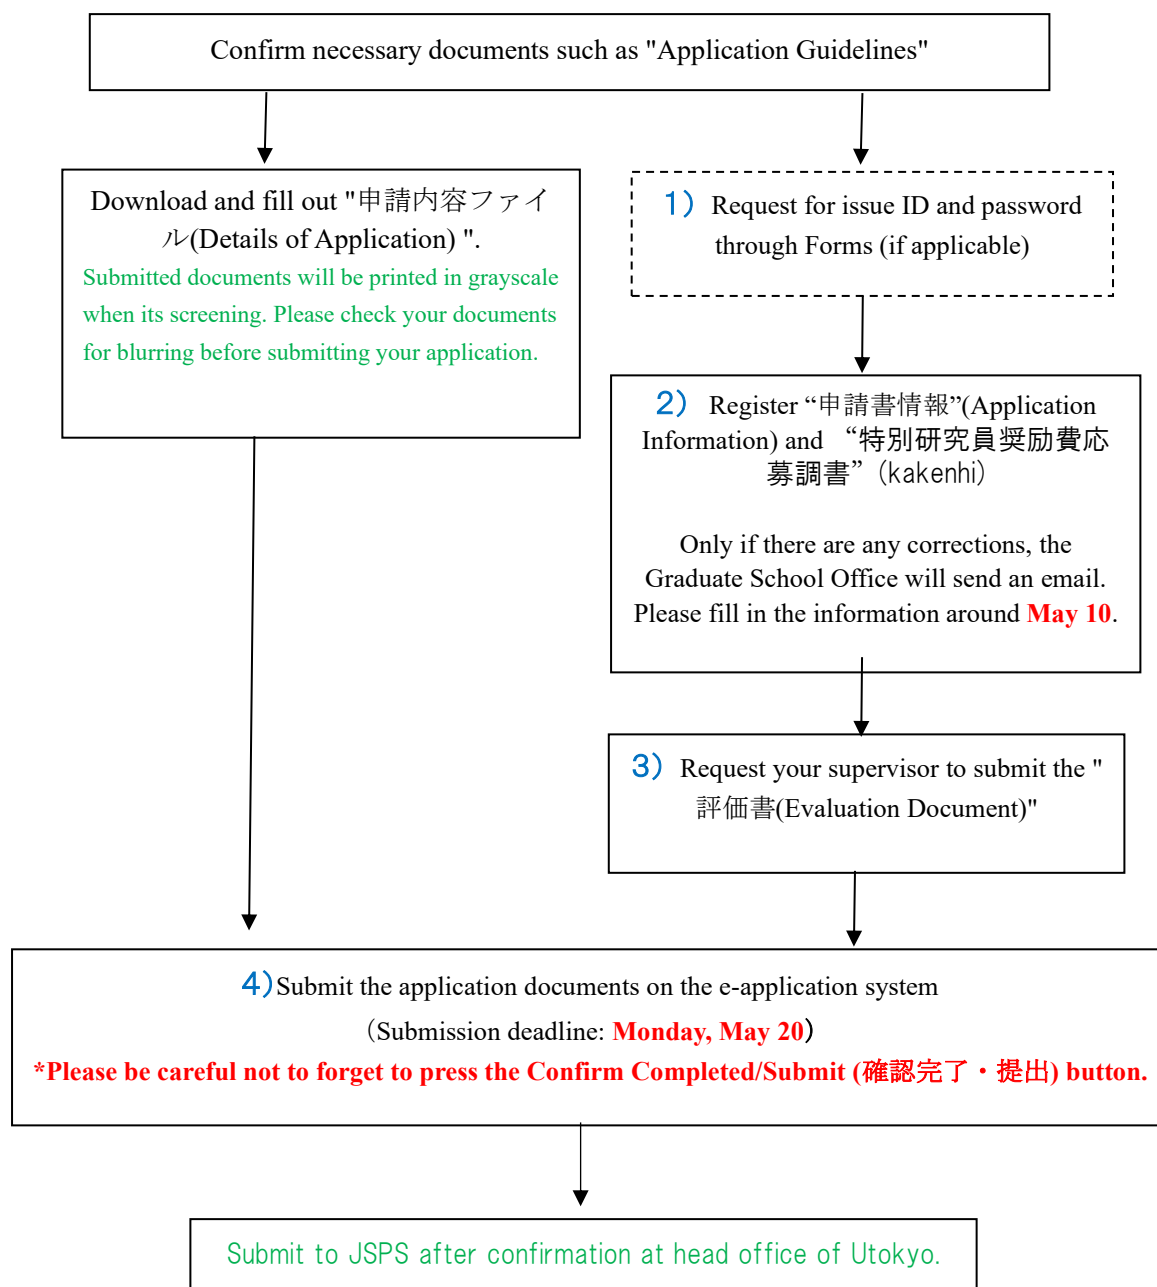 Confirm necessary documents such as "Application Guidelines"
Download and fill out "申請内容ファイ
ル(Details of Application) ".
Submitted documents will be printed in grayscale
when its screening. Please check your documents
for blurring before submitting your application.
1) Request for issue ID and password
through Forms (if applicable)
2) Register “申請書情報”(Application
Information) and “特別研究員奨励費応
募調書” (kakenhi)
Only if there are any corrections, the
Graduate School Office will send an email.
Please fill in the information around May 10.
3) Request your supervisor to submit the "
評価書(Evaluation Document)"
4)Submit the application documents on the e-application system
(Submission deadline: Monday, May 20)
*Please be careful not to forget to press the Confirm Completed/Submit (確認完了・提出) button.
Submit to JSPS after confirmation at head office of Utokyo.